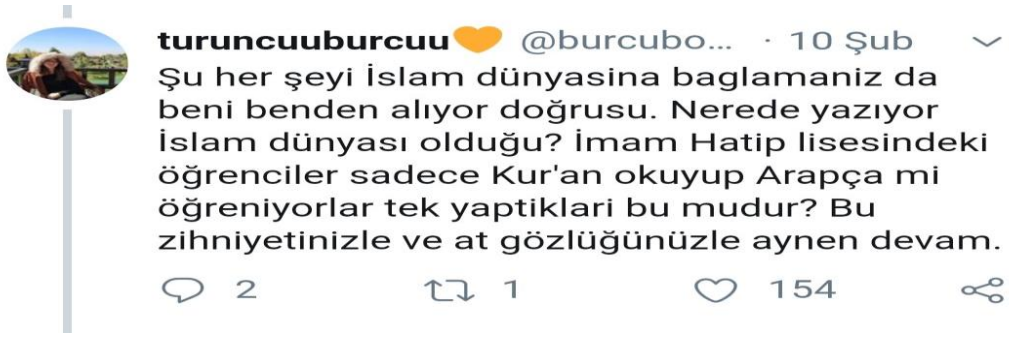 turuncuuburcuu🧡 @burcubo... · 10 Şub
Şu her şeyi İslam dünyasina baglamaniz da
beni benden alıyor doğrusu. Nerede yazıyor
İslam dünyası olduğu? İmam Hatip lisesindeki
öğrenciler sadece Kur'an okuyup Arapça mi
öğreniyorlar tek yaptiklari bu mudur? Bu
zihniyetinizle ve at gözlüğünüzle aynen devam.
2 1 154